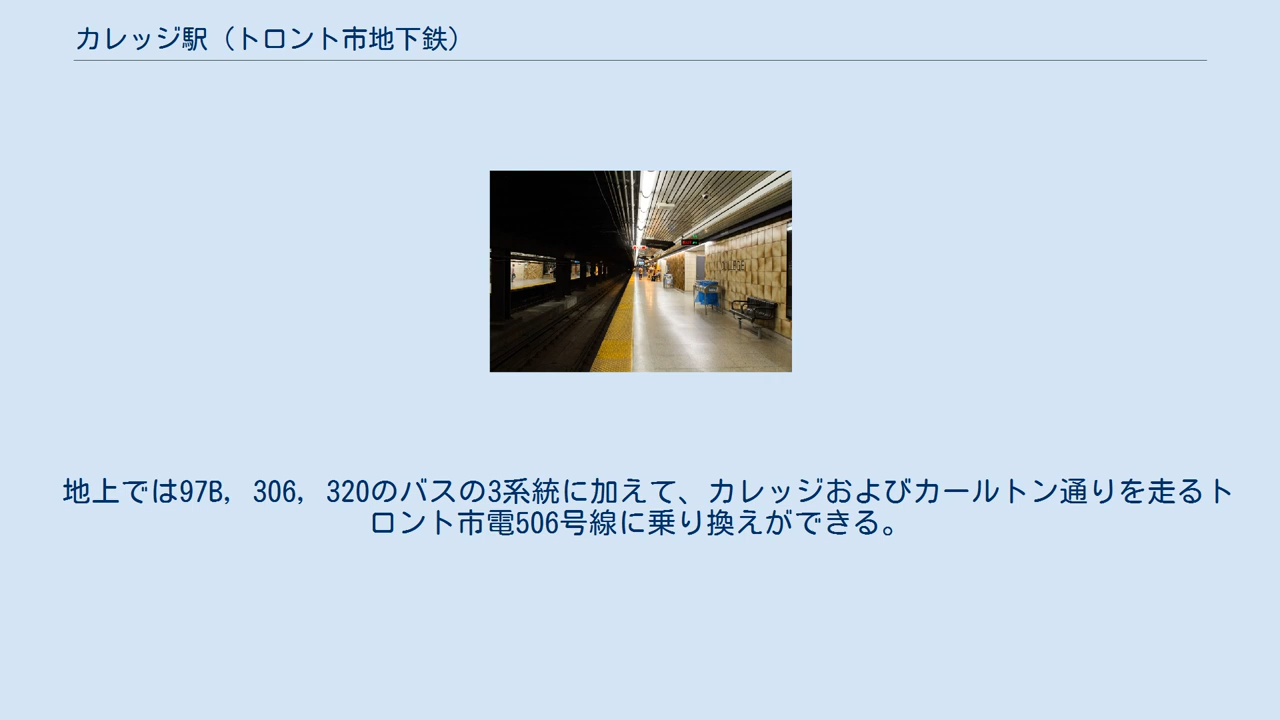 カレッジ駅（トロント市地下鉄）
地上では97B, 306, 320のバスの3系統に加えて、カレッジおよびカールトン通りを走るト
ロント市電506号線に乗り換えができる。